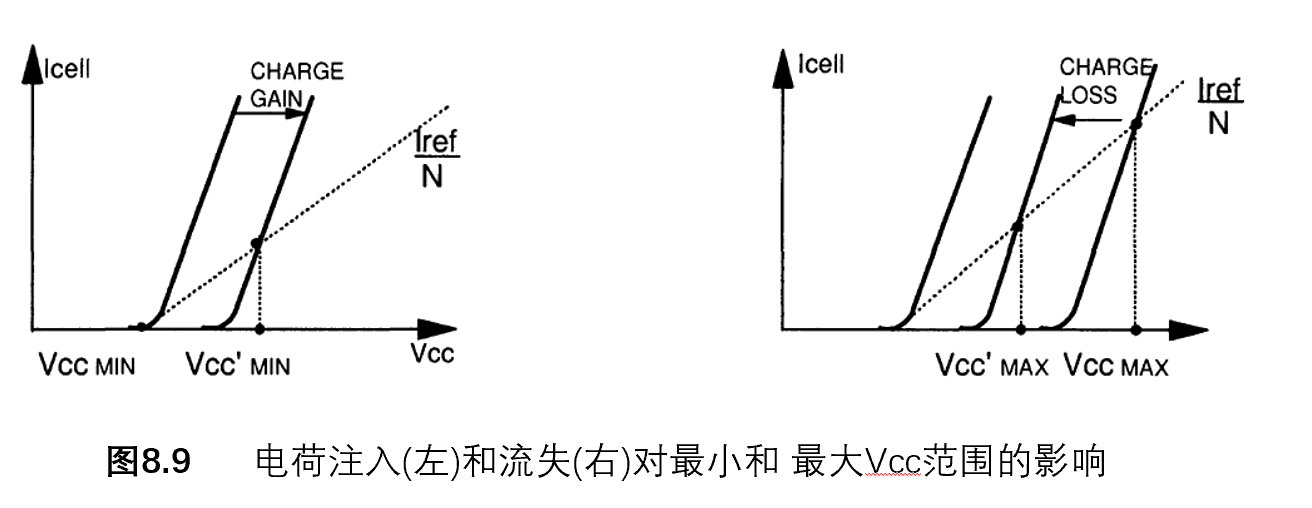 Icell
CHARGE
GAIN
Iref
N
Vcc
Vcc MIN
Vcc' MIN
Icell
CHARGE
LOSS
Iref
N
Vcc' MAX
Vcc MAX
图8.9 电荷注入(左)和流失(右)对最小和 最大Vcc范围的影响